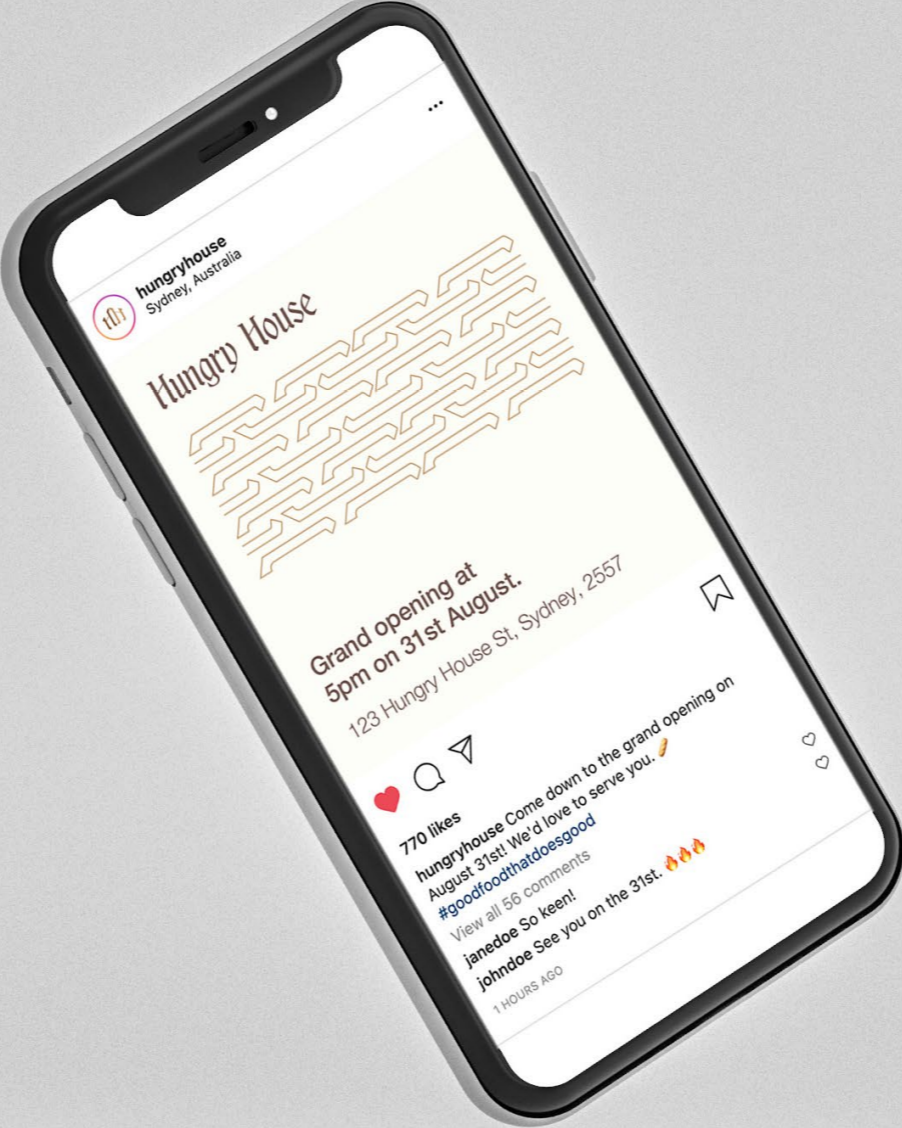 hungryhouse
Sydney, Australia
Hungry House
Grand opening at
5pm on 31st August.
123 Hungry House St, Sydney, 2557
770 likes
hungryhouse Come down to the grand opening on
August 31st! We'd love to serve you. 🥖
#goodfoodthatdoesgood
View all 56 comments
janedoe So keen!
johndoe See you on the 31st. 🔥🔥🔥
1 HOURS AGO